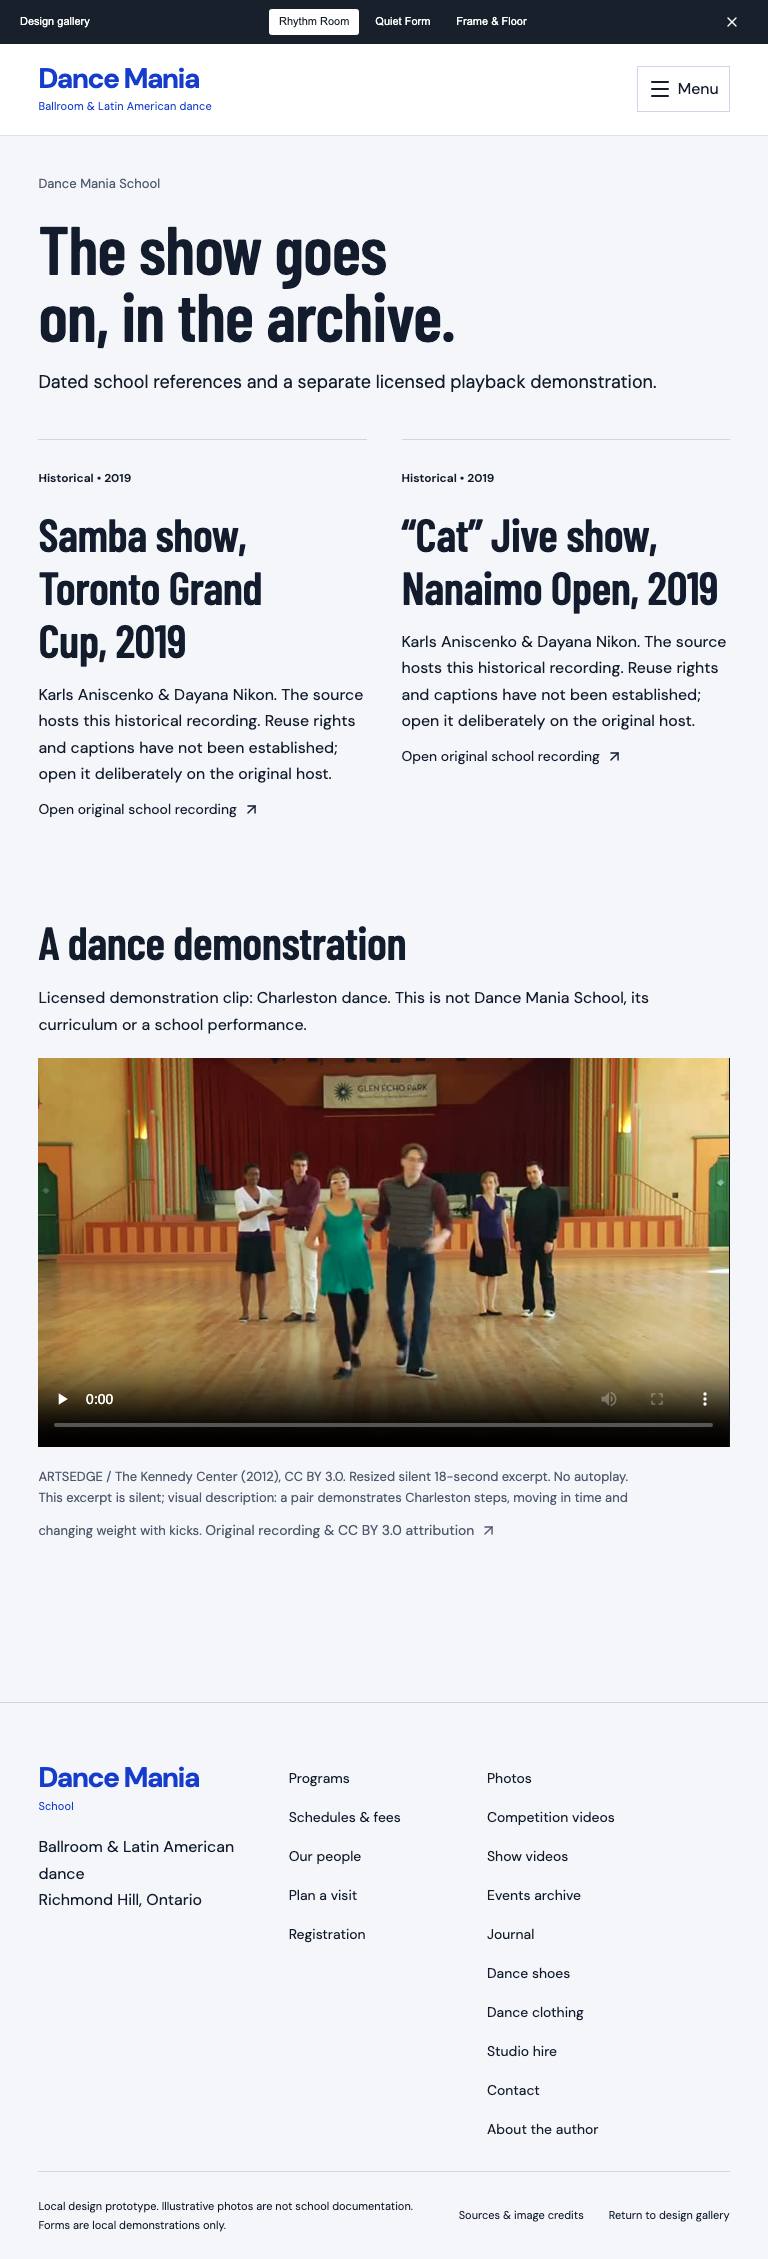 Design gallery
Rhythm Room
Quiet Form
Frame & Floor
Dance Mania
Ballroom & Latin American dance
Menu
Dance Mania School
The show goes
on, in the archive.
Dated school references and a separate licensed playback demonstration.
Historical • 2019
Samba show,
Toronto Grand
Cup, 2019
Karls Aniscenko & Dayana Nikon. The source
hosts this historical recording. Reuse rights
and captions have not been established;
open it deliberately on the original host.
Open original school recording
Historical • 2019
“Cat” Jive show,
Nanaimo Open, 2019
Karls Aniscenko & Dayana Nikon. The source
hosts this historical recording. Reuse rights
and captions have not been established;
open it deliberately on the original host.
Open original school recording
A dance demonstration
Licensed demonstration clip: Charleston dance. This is not Dance Mania School, its
curriculum or a school performance.
GLEN ECHO PARK
0:00
ARTSEDGE / The Kennedy Center (2012), CC BY 3.0. Resized silent 18-second excerpt. No autoplay.
This excerpt is silent; visual description: a pair demonstrates Charleston steps, moving in time and
changing weight with kicks. Original recording & CC BY 3.0 attribution
Dance Mania
School
Ballroom & Latin American
dance
Richmond Hill, Ontario
Programs
Schedules & fees
Our people
Plan a visit
Registration
Photos
Competition videos
Show videos
Events archive
Journal
Dance shoes
Dance clothing
Studio hire
Contact
About the author
Local design prototype. Illustrative photos are not school documentation.
Forms are local demonstrations only.
Sources & image credits
Return to design gallery